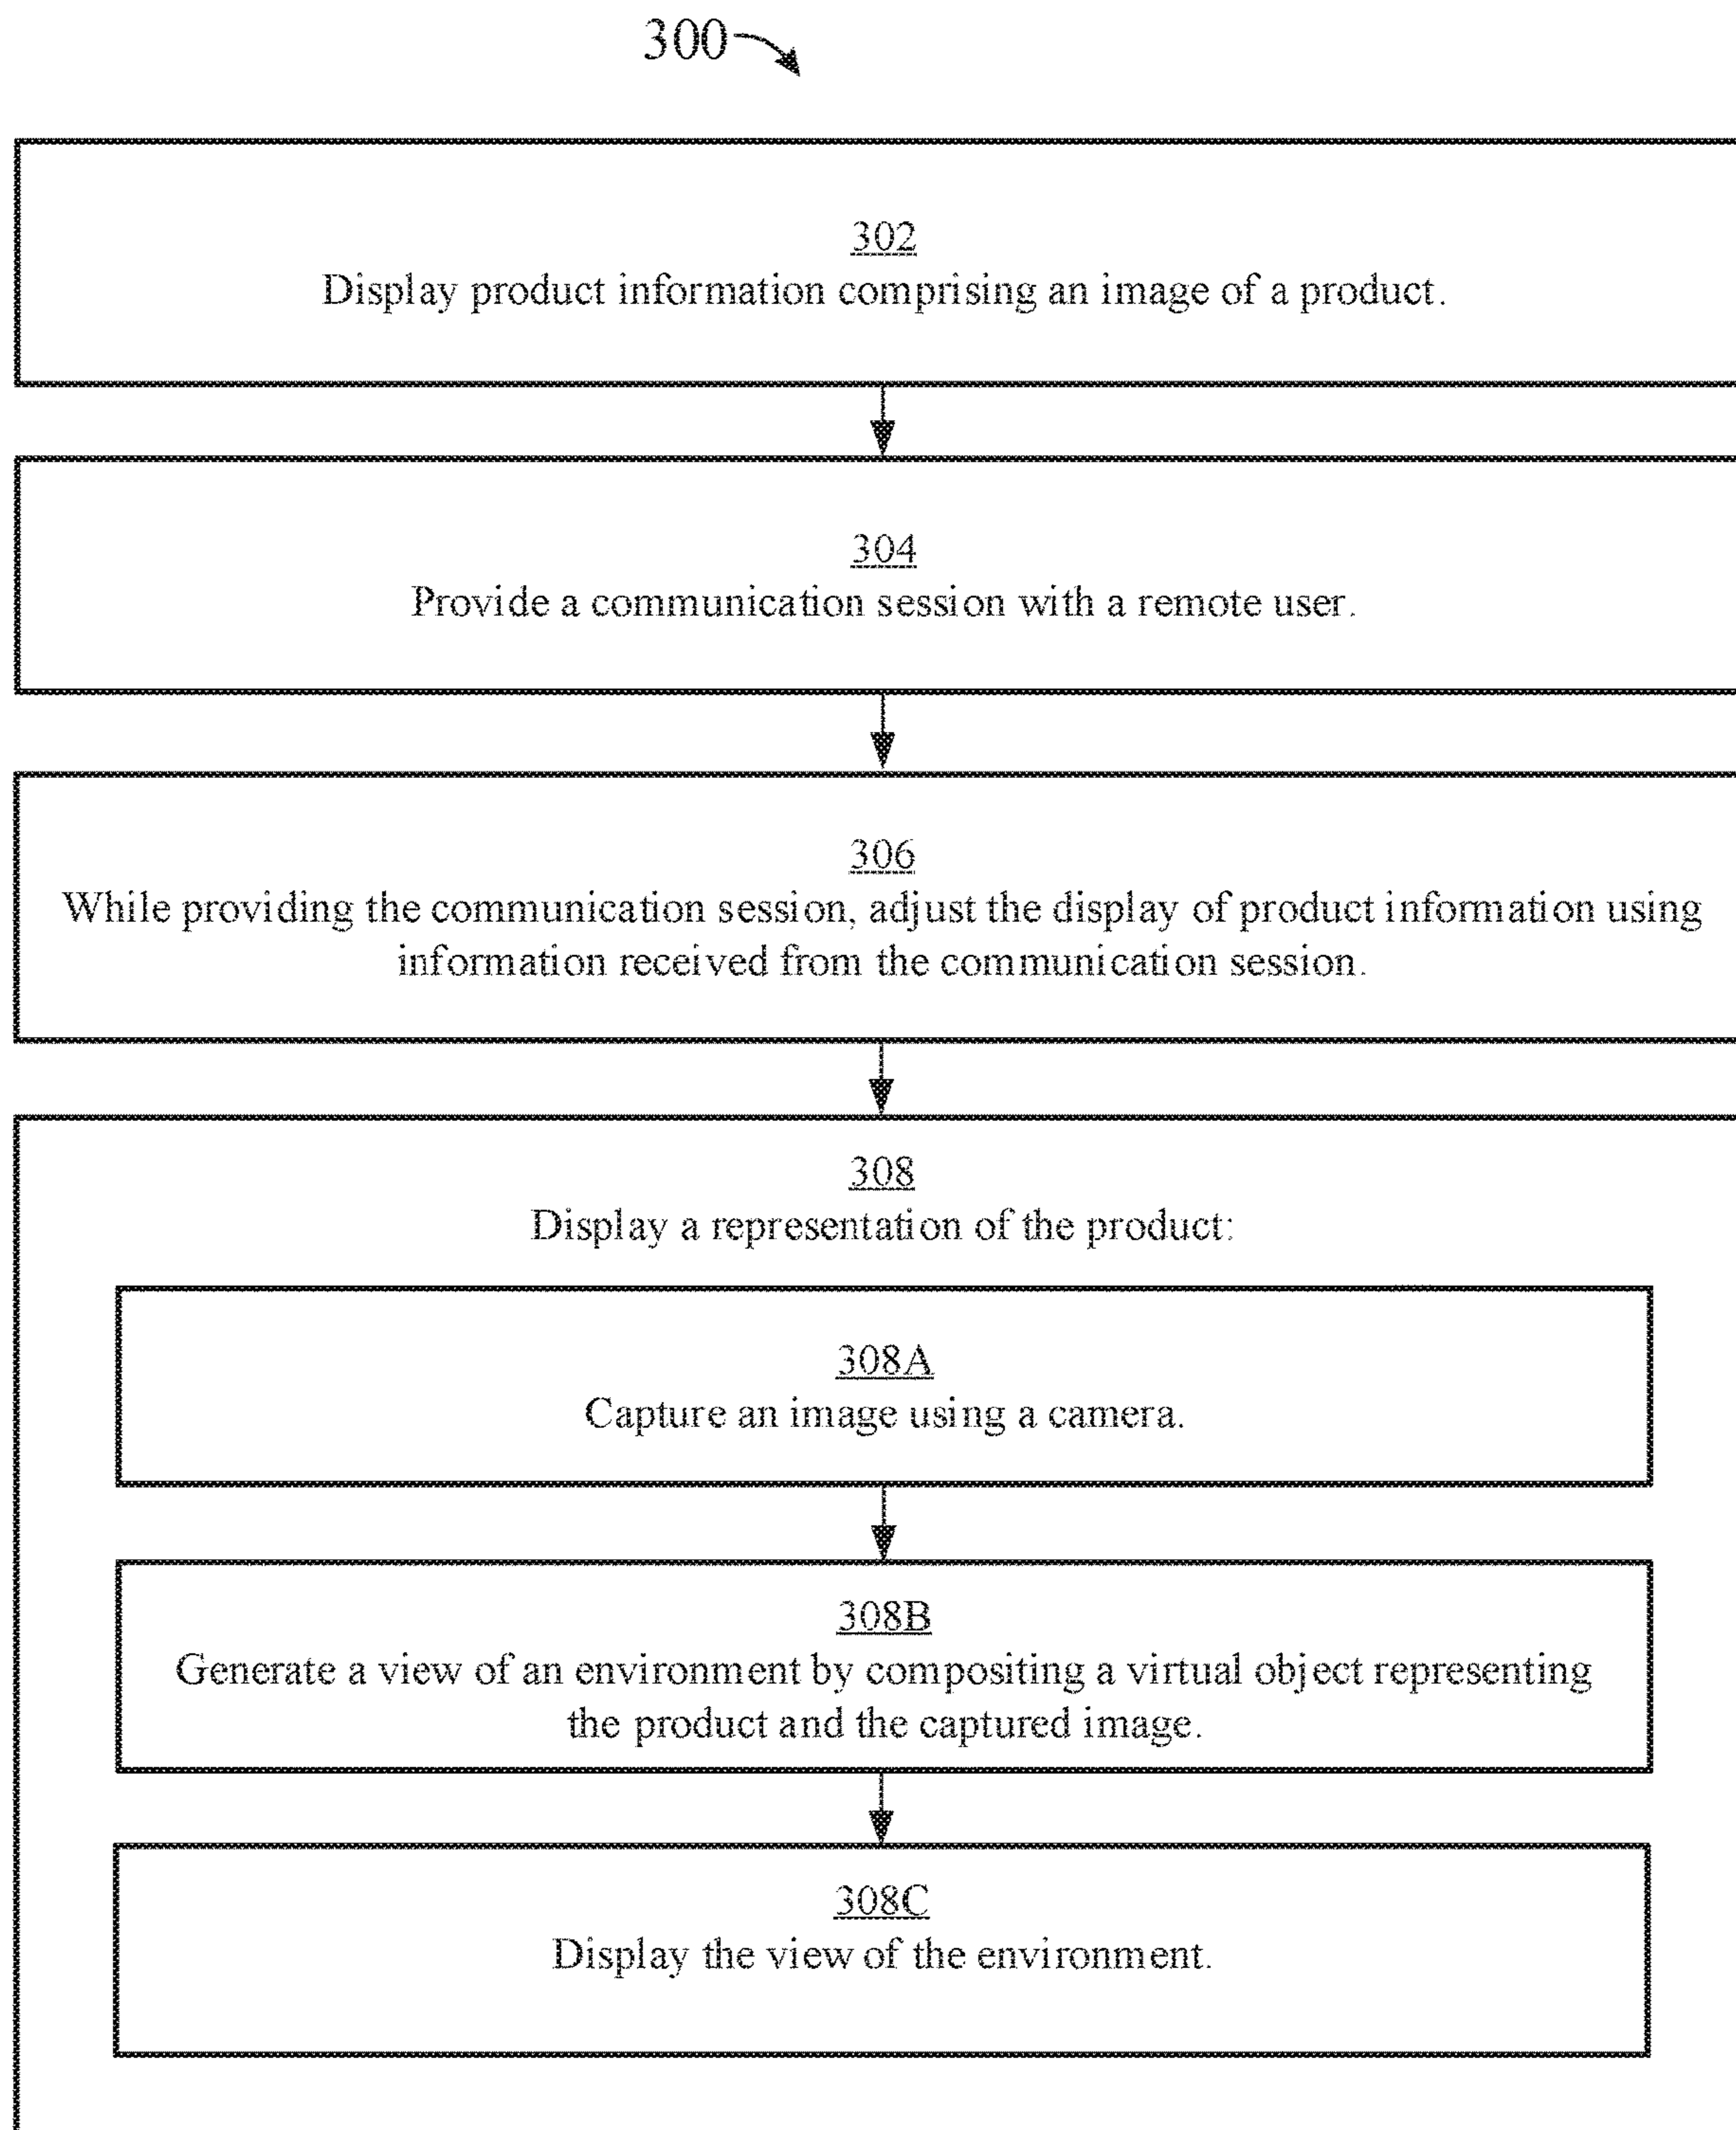 300
302
Display product information comprising an image of a product.
304
Provide a communication session with a remote user.
306
While providing the communication session, adjust the display of product information using
information received from the communication session.
308
Display a representation of the product:
308A
Capture an image using a camera.
308B
Generate a view of an environment by compositing a virtual object representing
the product and the captured image.
308C
Display the view of the environment.